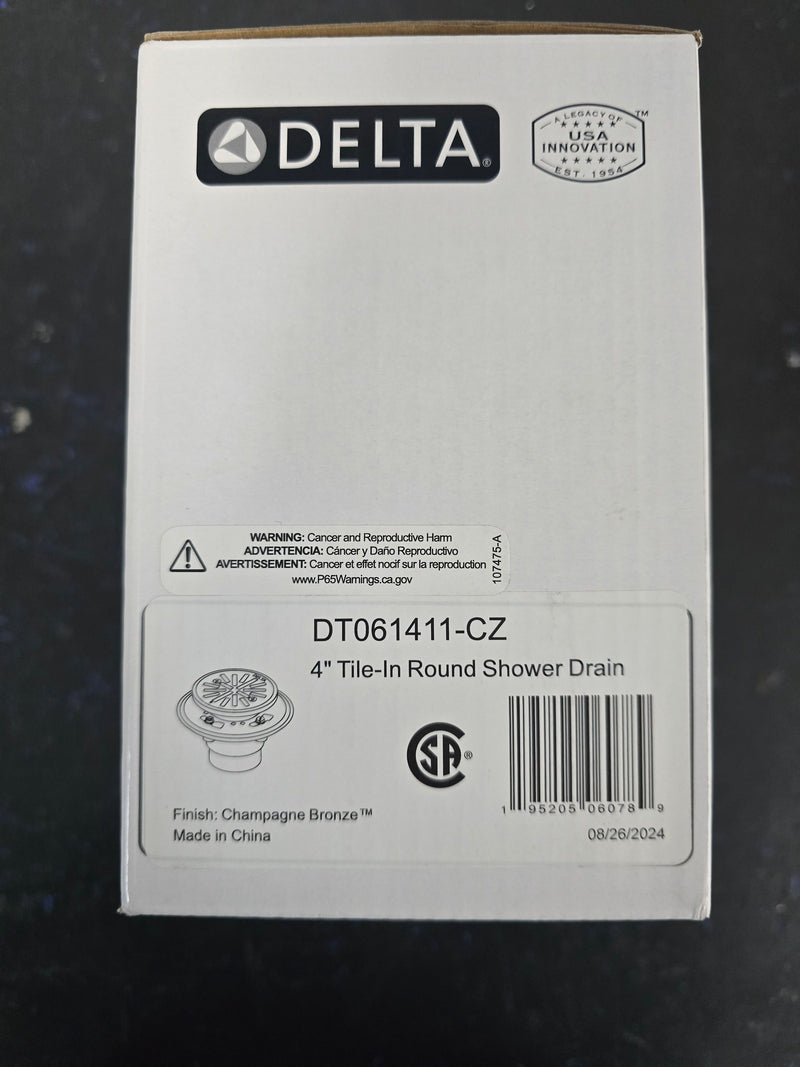 DELTA®
A LEGACY OF
USA
INNOVATION
EST. 1954
TM
WARNING: Cancer and Reproductive Harm
ADVERTENCIA: Cáncer y Daño Reproductivo
AVERTISSEMENT: Cancer et effet nocif sur la reproduction
www.P65Warnings.ca.gov
107475-A
DT061411-CZ
4" Tile-In Round Shower Drain
CSA®
1 95205 06078 9
Finish: Champagne Bronze™
Made in China
08/26/2024